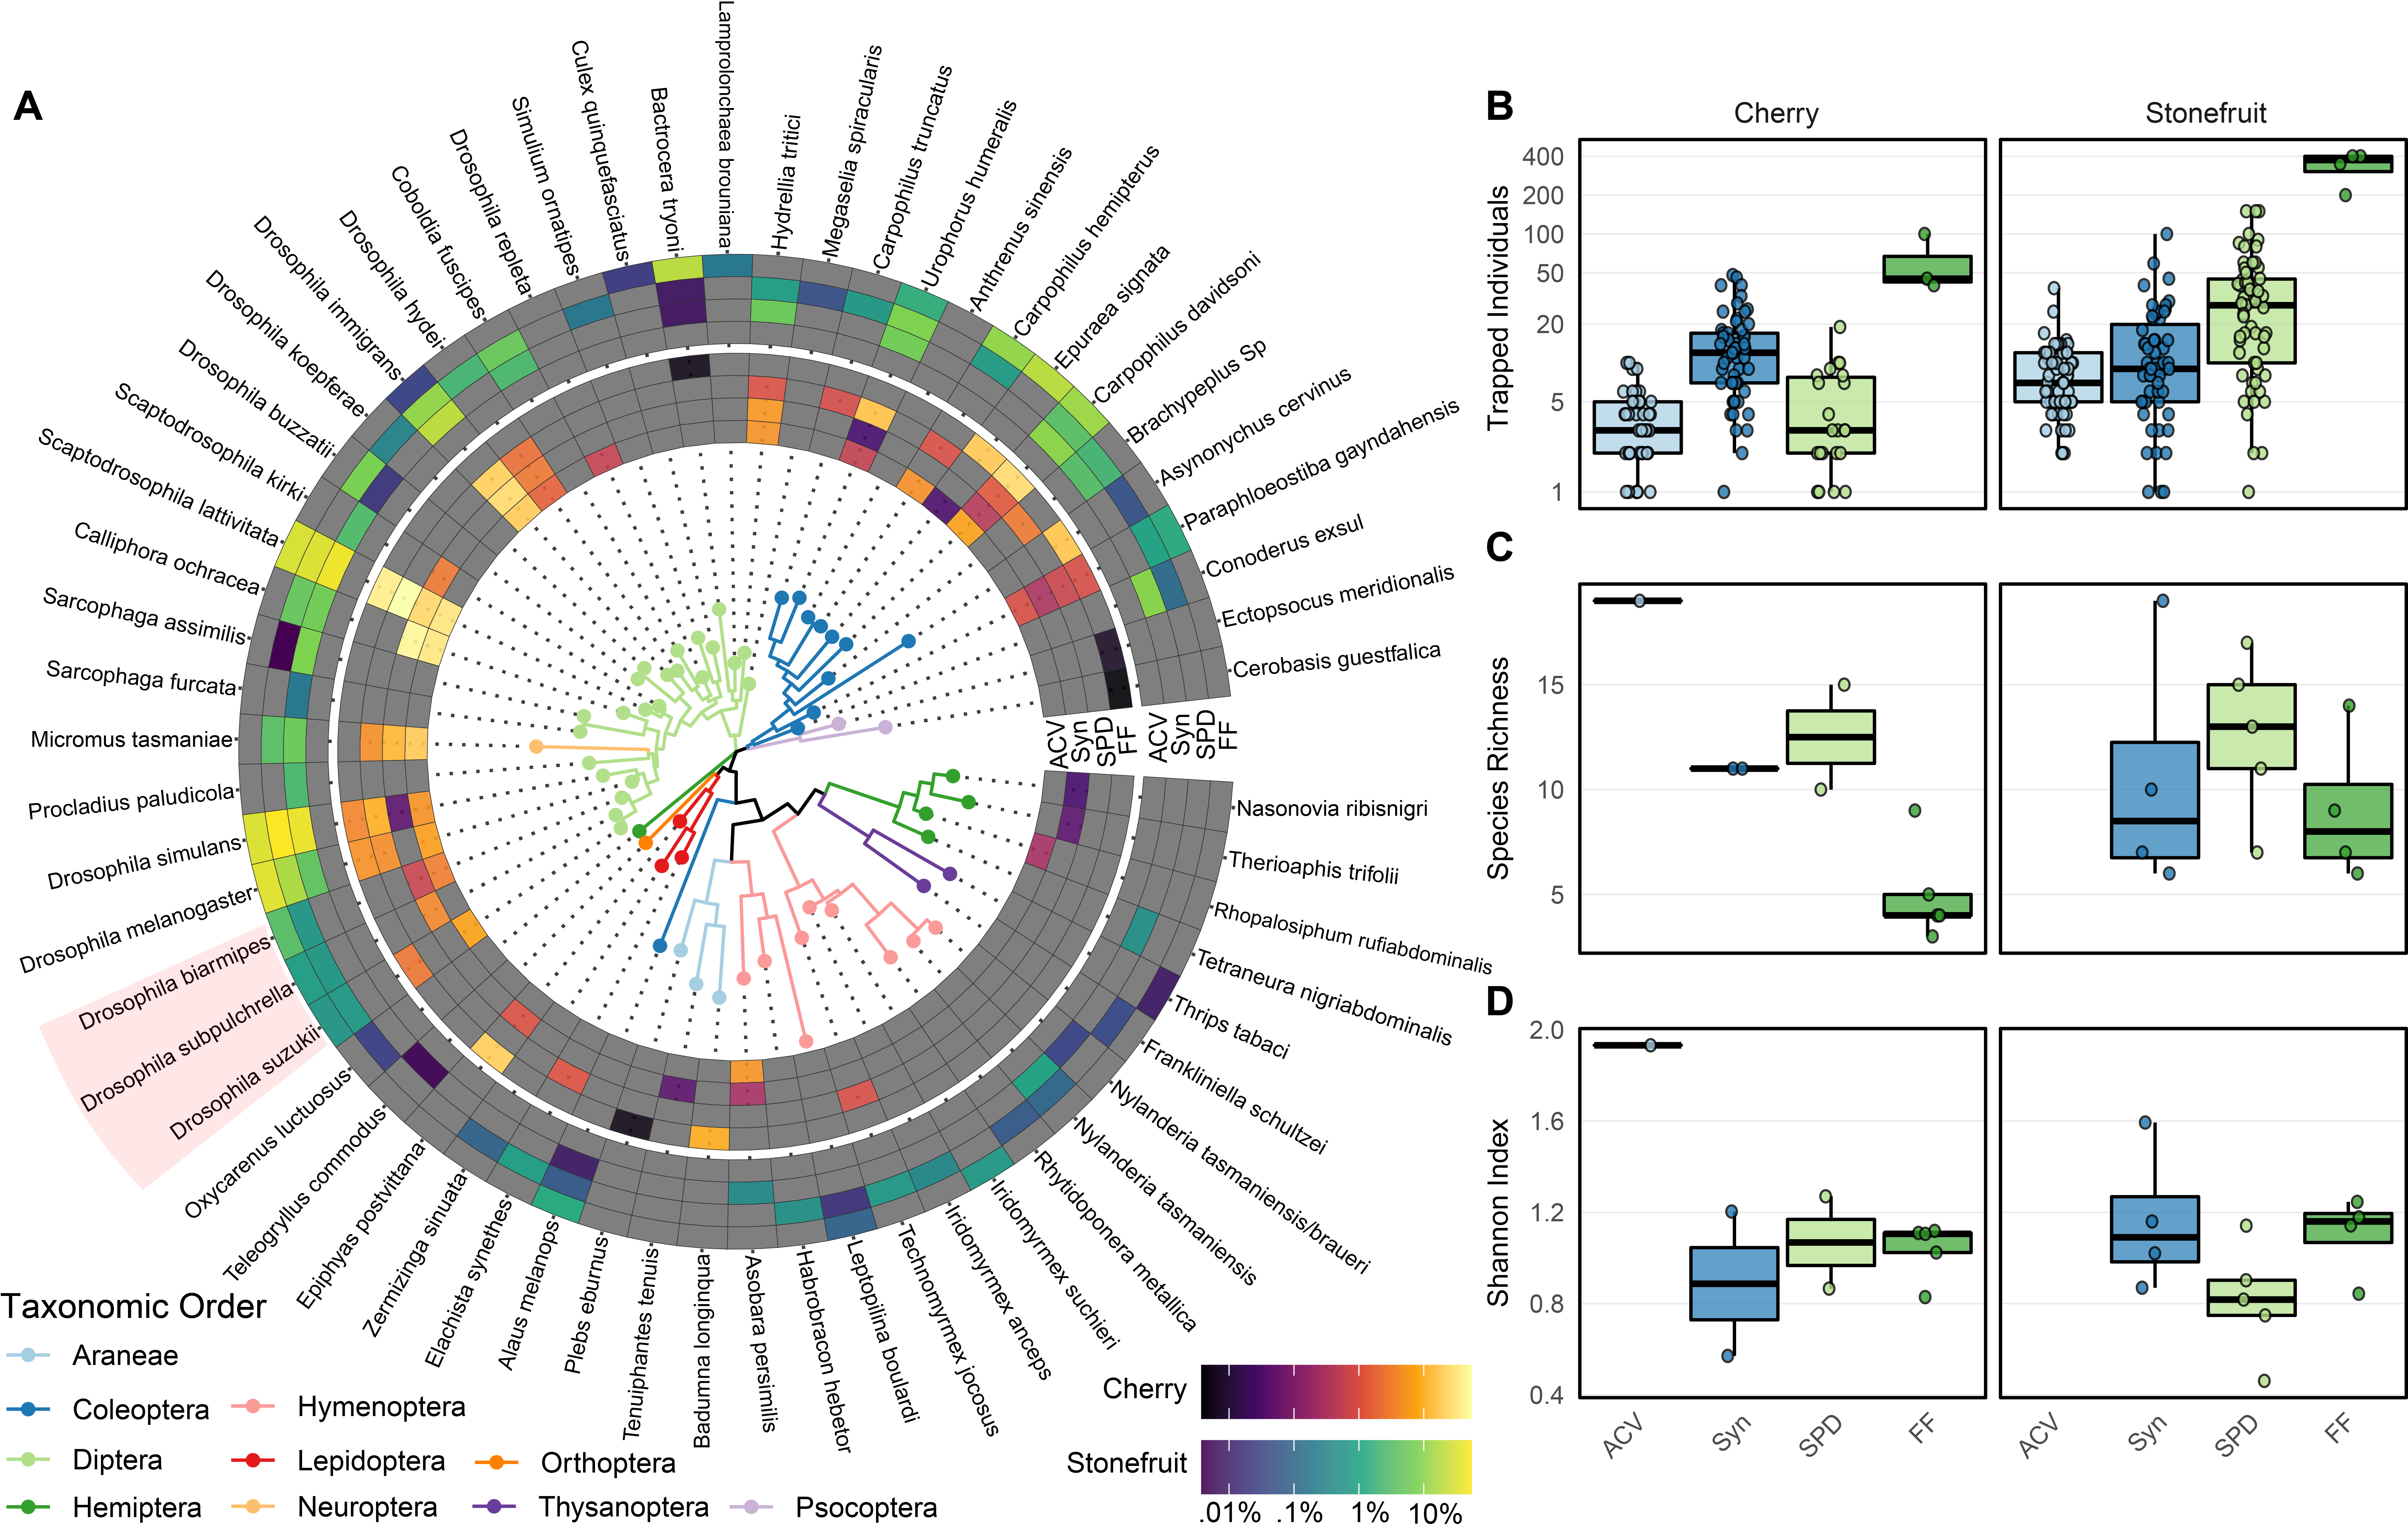 A
Lamprolonchaea brouniana
Hydrellia tritici
Megaselia spiracularis
Carpophilus truncatus
Urophorus humeralis
Anthrenus sinensis
Carpophilus hemipterus
Epuraea signata
Carpophilus davidsoni
Brachypeplus Sp
Asynonychus cervinus
Paraphloeostiba gayndahensis
Conoderus exsul
Ectopsocus meridionalis
Cerobasis guestfalica
ACV
Syn
SPD
FF
ACV
Syn
SPD
FF
Nasonovia ribisnigri
Therioaphis trifolii
Rhopalosiphum rufiabdominalis
Tetraneura nigriabdominalis
Thrips tabaci
Frankliniella schultzei
Nylanderia tasmaniensis/braueri
Nylanderia tasmaniensis
Rhytidoponera metallica
Iridomyrmex suchieri
Iridomyrmex anceps
Technomyrmex jocosus
Leptopilina boulardi
Habrobracon hebetor
Asobara persimilis
Badumna longinqua
Tenuiphantes tenuis
Plebs eburnus
Alaus melanops
Elachista synethes
Zermizinga sinuata
Epiphyas postvittana
Teleogryllus commodus
Oxycarenus luctuosus
Drosophila suzukii
Drosophila subpulchrella
Drosophila biarmipes
Drosophila melanogaster
Drosophila simulans
Procladius paludicola
Micromus tasmaniae
Sarcophaga furcata
Sarcophaga assimilis
Calliphora ochracea
Scaptodrosophila lattivitata
Scaptodrosophila kirki
Drosophila buzzatii
Drosophila koepferae
Drosophila immigrans
Drosophila hydei
Coboldia fuscipes
Drosophila repleta
Simulium ornatipes
Culex quinquefasciatus
Bactrocera tryoni
Taxonomic Order
Araneae
Coleoptera
Hymenoptera
Diptera
Lepidoptera
Orthoptera
Hemiptera
Neuroptera
Thysanoptera
Psocoptera
Cherry
Stonefruit
.01% .1% 1% 10%
B
Cherry
Stonefruit
Trapped Individuals
400
200
100
50
20
5
1
C
Species Richness
15
10
5
D
Shannon Index
2.0
1.6
1.2
0.8
0.4
ACV
Syn
SPD
FF
ACV
Syn
SPD
FF